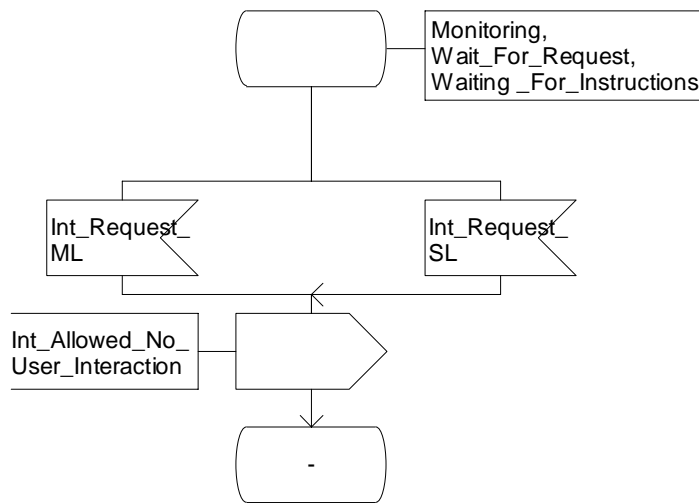 Monitoring,
Wait_For_Request,
Waiting _For_Instructions
Int_Request_
ML
Int_Request_
SL
Int_Allowed_No_
User_Interaction
-